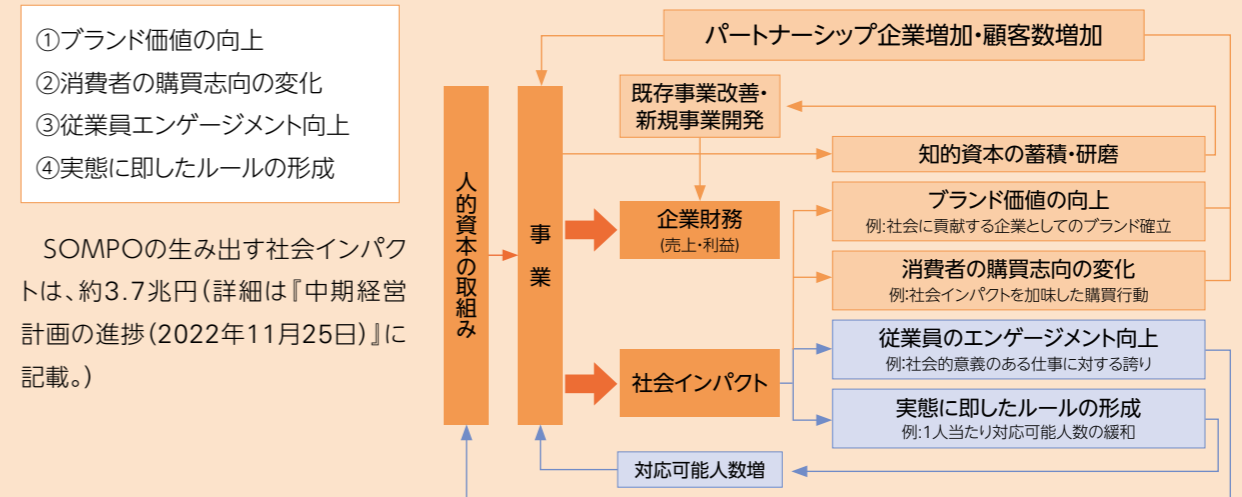 ①ブランド価値の向上
②消費者の購買志向の変化
③従業員エンゲージメント向上
④実態に即したルールの形成
SOMPOの生み出す社会インパク
トは、約3.7兆円(詳細は『中期経営
計画の進捗(2022年11月25日)』に
記載。)
パートナーシップ企業増加・顧客数増加
既存事業改善・
新規事業開発
知的資本の蓄積・研磨
人的資本の取組み
事業
企業財務
(売上・利益)
ブランド価値の向上
例:社会に貢献する企業としてのブランド確立
消費者の購買志向の変化
例:社会インパクトを加味した購買行動
社会インパクト
従業員のエンゲージメント向上
例:社会的意義のある仕事に対する誇り
実態に即したルールの形成
例:1人当たり対応可能人数の緩和
対応可能人数増